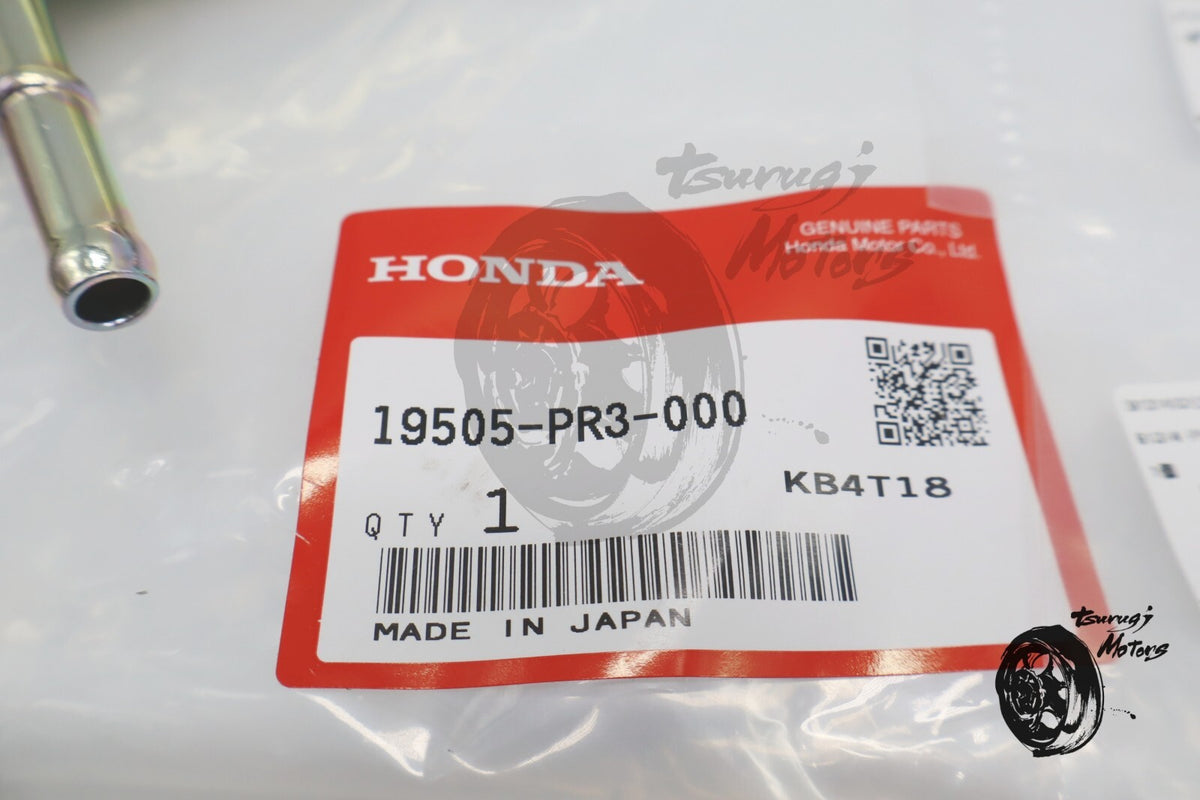 tsurugi
Motors
GENUINE PARTS
Honda Motor Co., Ltd.
HONDA
19505-PR3-000
KB4T18
QTY 1
MADE IN JAPAN
tsurugi
Motors